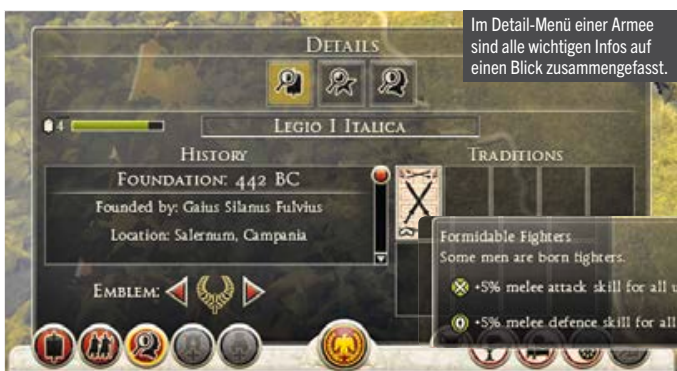 Im Detail-Menü einer Armee
sind alle wichtigen Infos auf
einen Blick zusammengefasst.
DETAILS
4
LEGIO I ITALICA
HISTORY
FOUNDATION: 442 BC
Founded by: Gaius Silanus Fulvius
Location: Salernum, Campania
EMBLEM:
TRADITIONS
Formidable Fighters
Some men are born fighters.
+5% melee attack skill for all u
+5% melee defence skill for all